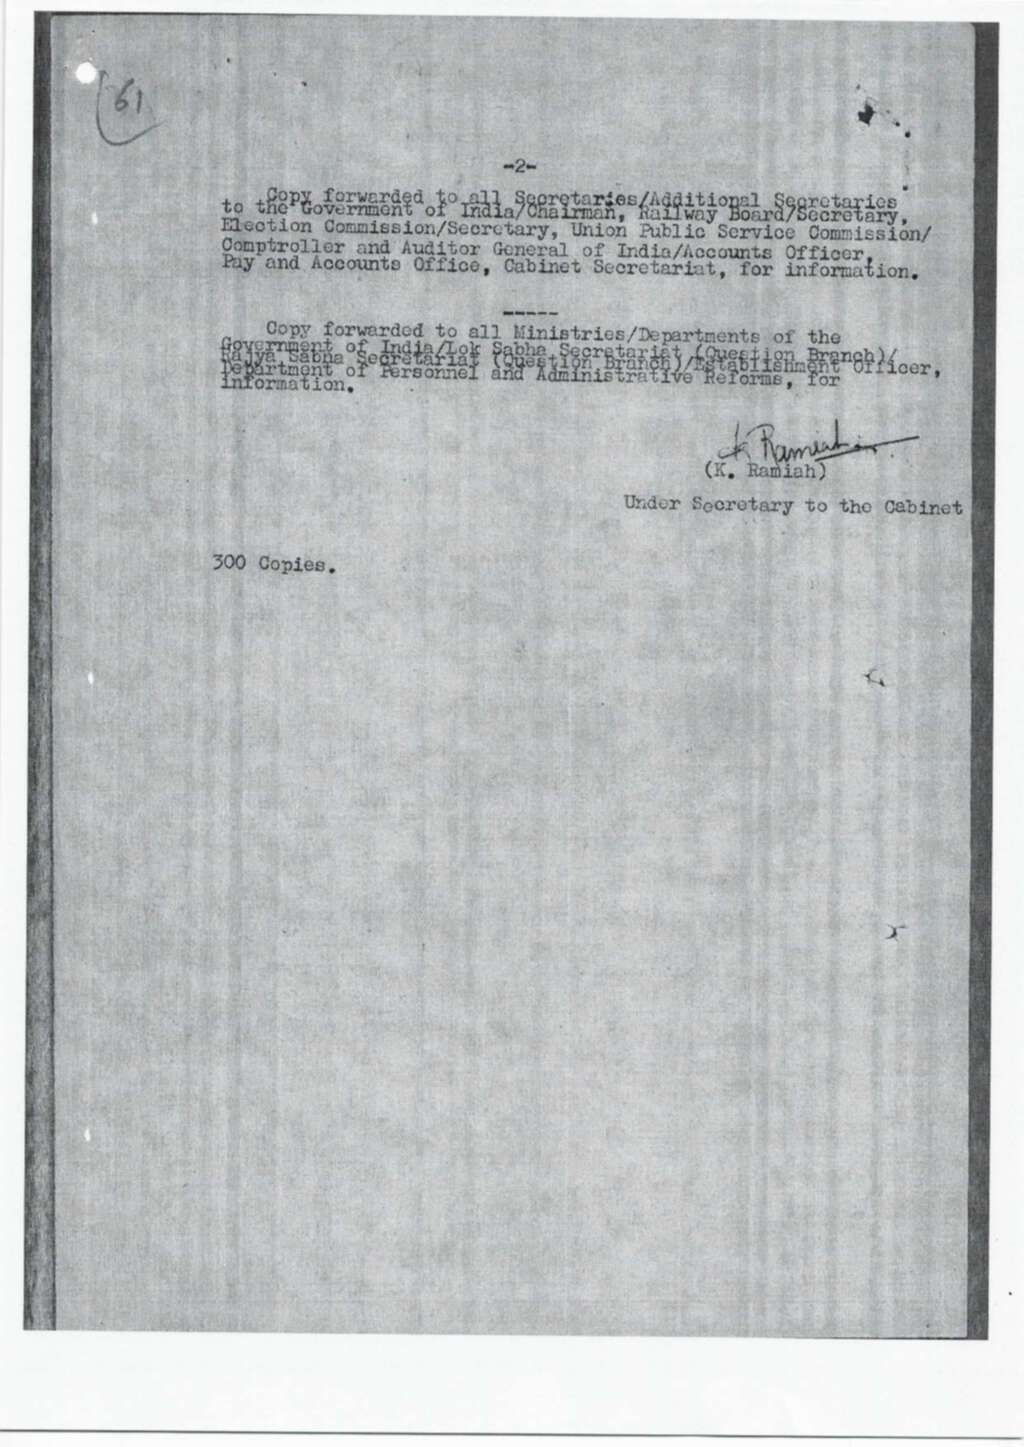 61
-2-
Copy forwarded to all Secretaries/Additional Secretaries
to the Government of India/Chairman, Railway Board/Secretary,
Election Commission/Secretary, Union Public Service Commission/
Comptroller and Auditor General of India/Accounts Officer,
Pay and Accounts Office, Cabinet Secretariat, for information.
-----
Copy forwarded to all Ministries/Departments of the
Government of India/Lok Sabha Secretariat (Question Branch)/
Rajya Sabha Secretariat (Question Branch)/Establishment Officer,
Department of Personnel and Administrative Reforms, for
information.
K Ramiah
(K. Ramiah)
Under Secretary to the Cabinet
300 Copies.